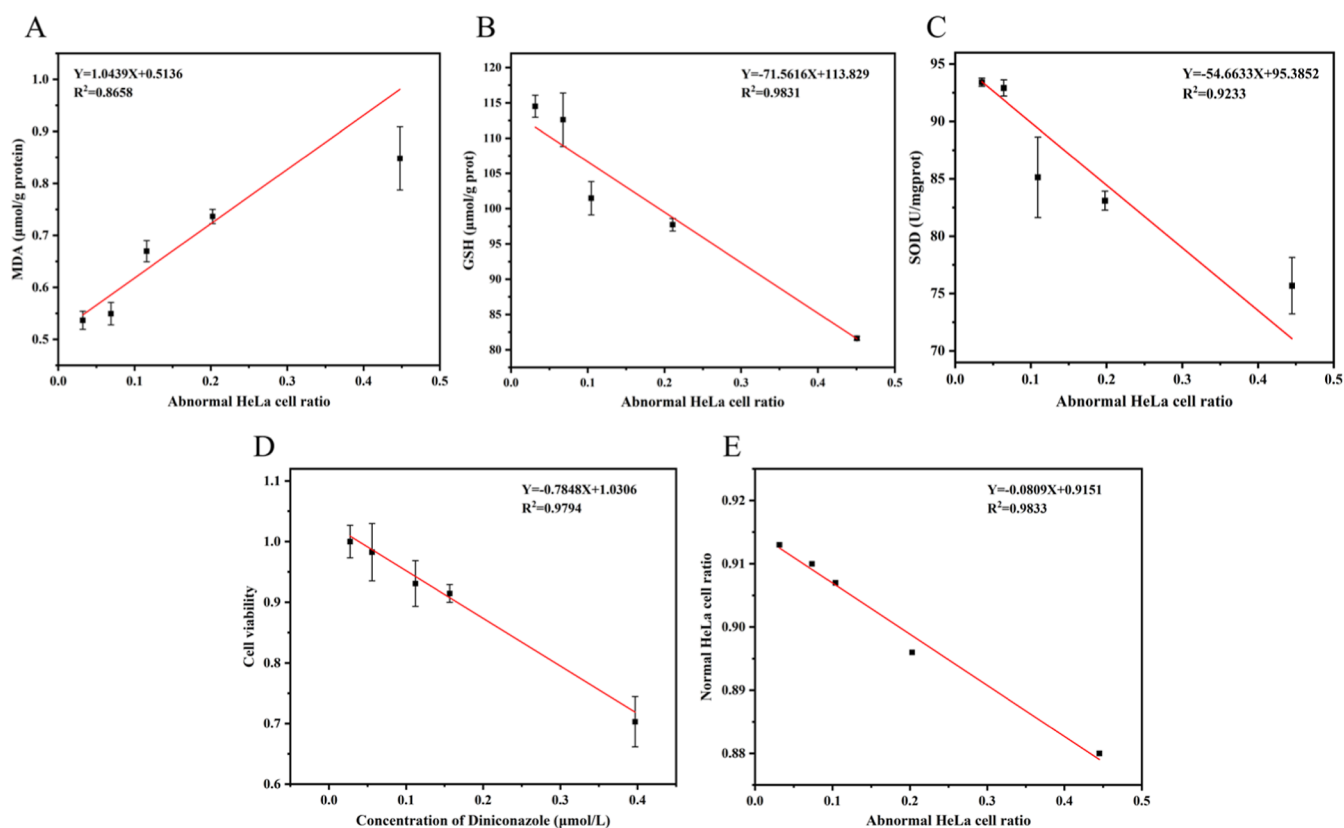 A
Y=1.0439X+0.5136
R²=0.8658
1.0
0.9
0.8
0.7
0.6
0.5
MDA (μmol/g protein)
0.0 0.1 0.2 0.3 0.4 0.5
Abnormal HeLa cell ratio
B
Y=-71.5616X+113.829
R²=0.9831
120
115
110
105
100
95
90
85
80
GSH (μmol/g prot)
0.0 0.1 0.2 0.3 0.4 0.5
Abnormal HeLa cell ratio
C
Y=-54.6633X+95.3852
R²=0.9233
95
90
85
80
75
70
SOD (U/mgprot)
0.0 0.1 0.2 0.3 0.4 0.5
Abnormal HeLa cell ratio
D
Y=-0.7848X+1.0306
R²=0.9794
1.1
1.0
0.9
0.8
0.7
0.6
Cell viability
0.0 0.1 0.2 0.3 0.4
Concentration of Diniconazole (μmol/L)
E
Y=-0.0809X+0.9151
R²=0.9833
0.92
0.91
0.90
0.89
0.88
Normal HeLa cell ratio
0.0 0.1 0.2 0.3 0.4 0.5
Abnormal HeLa cell ratio